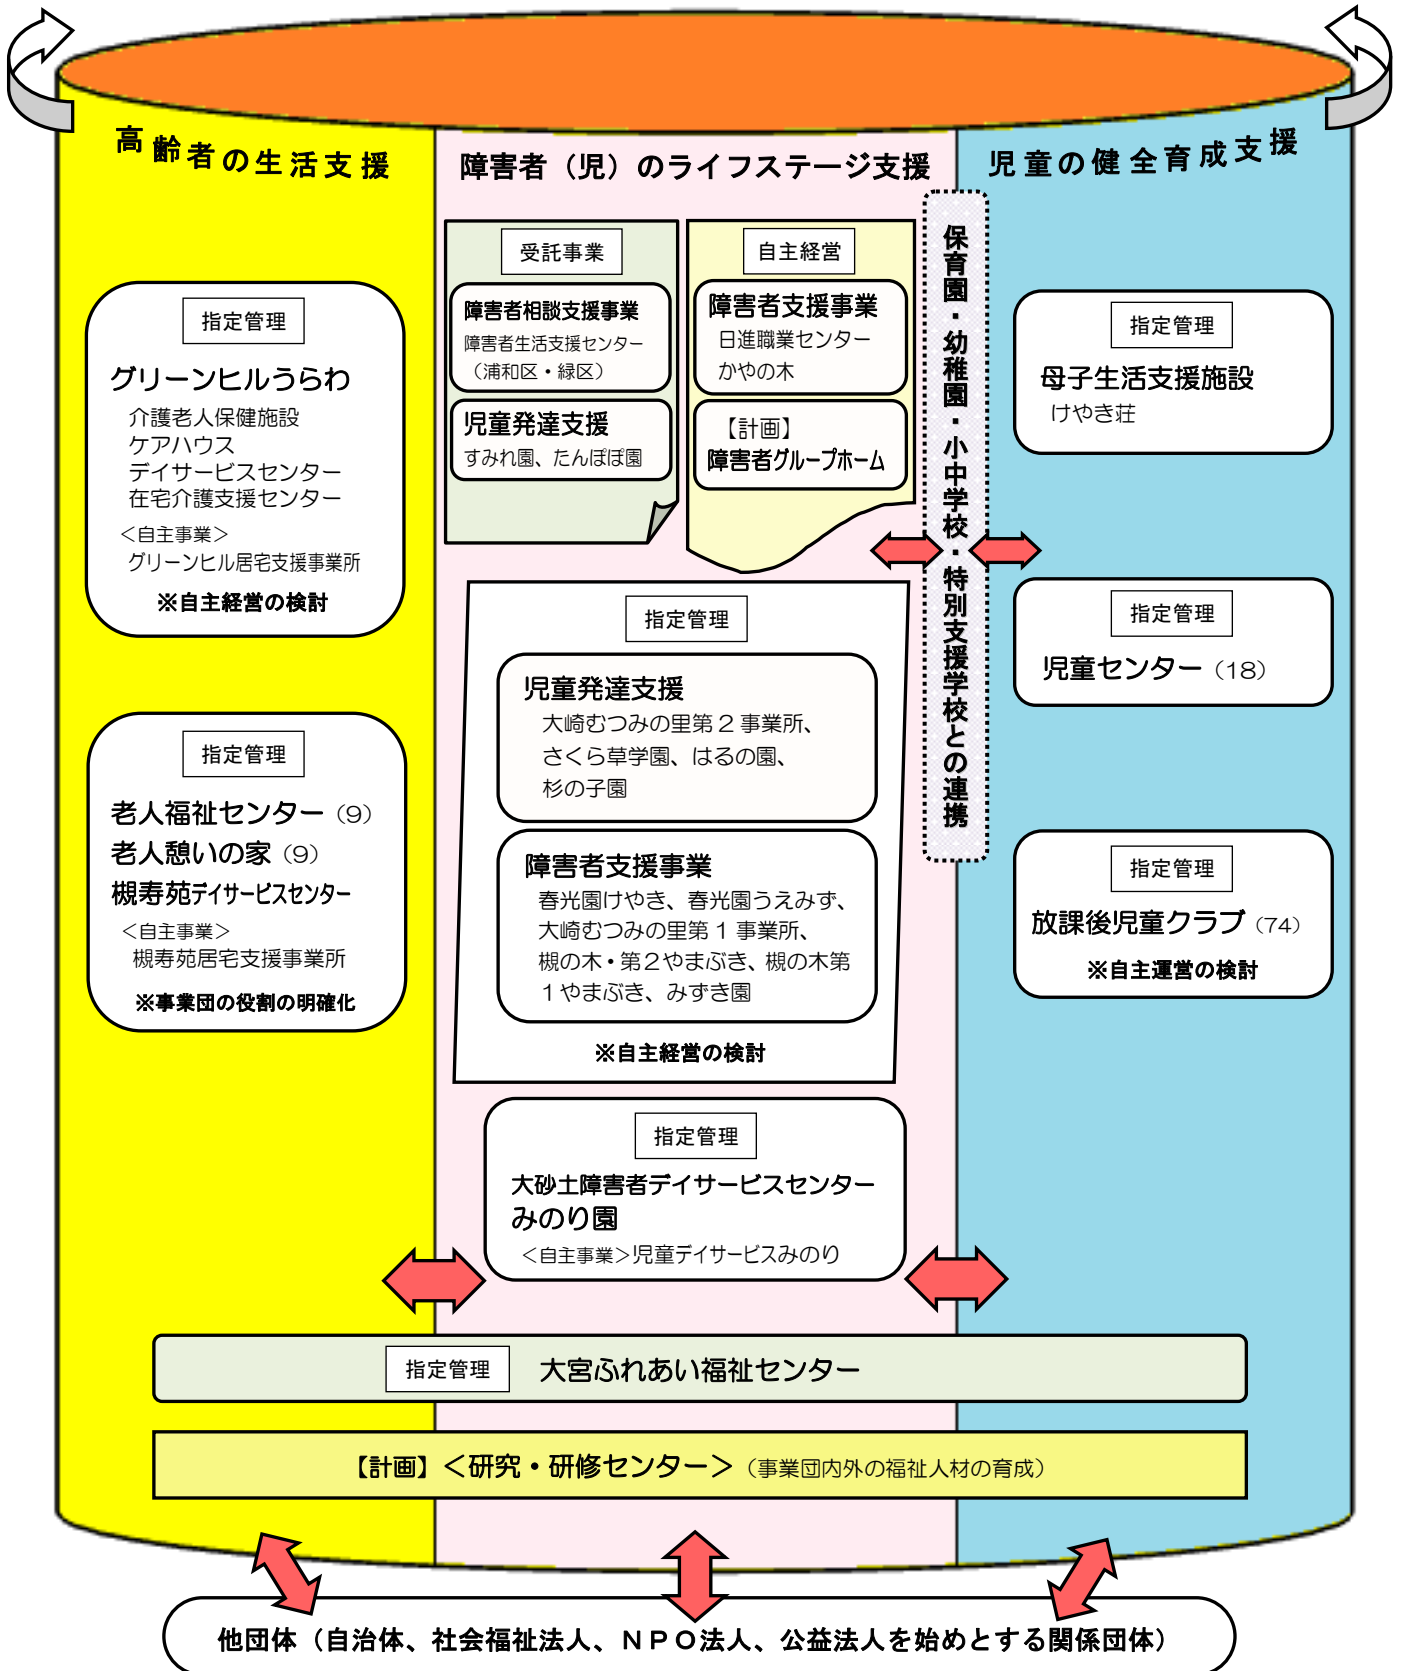 高齢者の生活支援
指定管理
グリーンヒルうらわ
介護老人保健施設
ケアハウス
デイサービスセンター
在宅介護支援センター
＜自主事業＞
グリーンヒル居宅支援事業所
※自主経営の検討
指定管理
老人福祉センター（9）
老人憩いの家（9）
槻寿苑デイサービスセンター
＜自主事業＞
槻寿苑居宅支援事業所
※事業団の役割の明確化
障害者（児）のライフステージ支援
受託事業
障害者相談支援事業
障害者生活支援センター
（浦和区・緑区）
児童発達支援
すみれ園、たんぽぽ園
自主経営
障害者支援事業
日進職業センター
かやの木
【計画】
障害者グループホーム
指定管理
児童発達支援
大崎むつみの里第２事業所、
さくら草学園、はるの園、
杉の子園
障害者支援事業
春光園けやき、春光園うえみず、
大崎むつみの里第１事業所、
槻の木・第２やまぶき、槻の木第
１やまぶき、みずき園
※自主経営の検討
指定管理
大砂土障害者デイサービスセンター
みのり園
＜自主事業＞児童デイサービスみのり
保育園・幼稚園・小中学校・特別支援学校との連携
児童の健全育成支援
指定管理
母子生活支援施設
けやき荘
指定管理
児童センター（18）
指定管理
放課後児童クラブ（74）
※自主運営の検討
指定管理 大宮ふれあい福祉センター
【計画】＜研究・研修センター＞（事業団内外の福祉人材の育成）
他団体（自治体、社会福祉法人、ＮＰＯ法人、公益法人を始めとする関係団体）